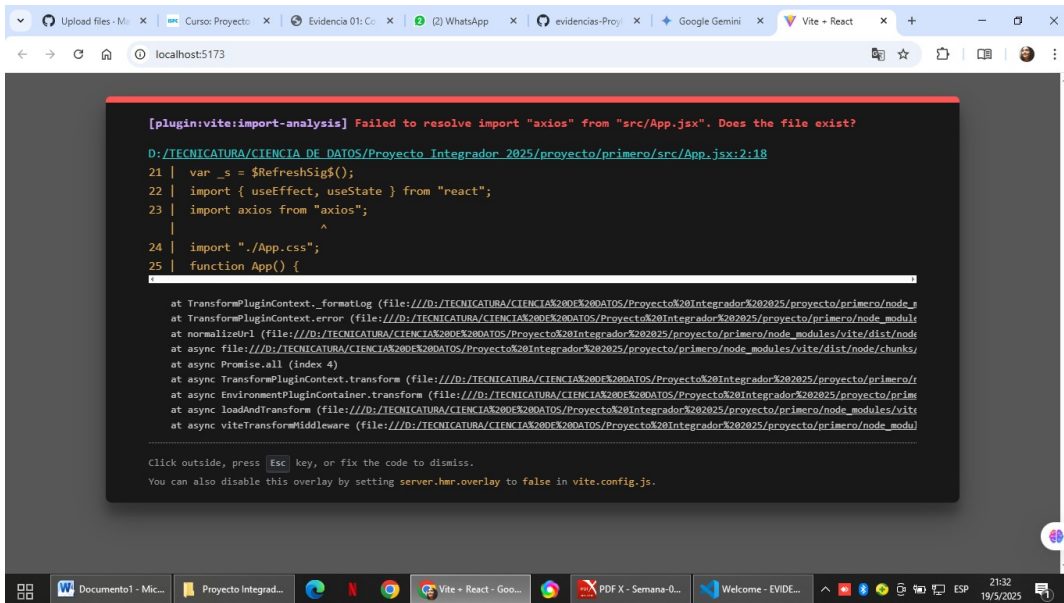 Upload files - Ma
Curso: Proyecto
Evidencia 01: Co
(2) WhatsApp
evidencias-Proy
Google Gemini
Vite + React
localhost:5173
[plugin:vite:import-analysis] Failed to resolve import "axios" from "src/App.jsx". Does the file exist?
D:/TECNICATURA/CIENCIA DE DATOS/Proyecto Integrador 2025/proyecto/primero/src/App.jsx:2:18
21 | var _s = $RefreshSig$();
22 | import { useEffect, useState } from "react";
23 | import axios from "axios";
| ^
24 | import "./App.css";
25 | function App() {
at TransformPluginContext._formatLog (file:///D:/TECNICATURA/CIENCIA%20DE%20DATOS/Proyecto%20Integrador%202025/proyecto/primero/node_m
at TransformPluginContext.error (file:///D:/TECNICATURA/CIENCIA%20DE%20DATOS/Proyecto%20Integrador%202025/proyecto/primero/node_module
at normalizeUrl (file:///D:/TECNICATURA/CIENCIA%20DE%20DATOS/Proyecto%20Integrador%202025/proyecto/primero/node_modules/vite/dist/node
at async file:///D:/TECNICATURA/CIENCIA%20DE%20DATOS/Proyecto%20Integrador%202025/proyecto/primero/node_modules/vite/dist/node/chunks/
at async Promise.all (index 4)
at async TransformPluginContext.transform (file:///D:/TECNICATURA/CIENCIA%20DE%20DATOS/Proyecto%20Integrador%202025/proyecto/primero/n
at async EnvironmentPluginContainer.transform (file:///D:/TECNICATURA/CIENCIA%20DE%20DATOS/Proyecto%20Integrador%202025/proyecto/prime
at async loadAndTransform (file:///D:/TECNICATURA/CIENCIA%20DE%20DATOS/Proyecto%20Integrador%202025/proyecto/primero/node_modules/vite
at async viteTransformMiddleware (file:///D:/TECNICATURA/CIENCIA%20DE%20DATOS/Proyecto%20Integrador%202025/proyecto/primero/node_modul
Click outside, press Esc key, or fix the code to dismiss.
You can also disable this overlay by setting server.hmr.overlay to false in vite.config.js.
Documento1 - Mic...
Proyecto Integrad...
Vite + React - Goo...
PDF X - Semana-0...
Welcome - EVIDE...
ESP
21:32
19/5/2025